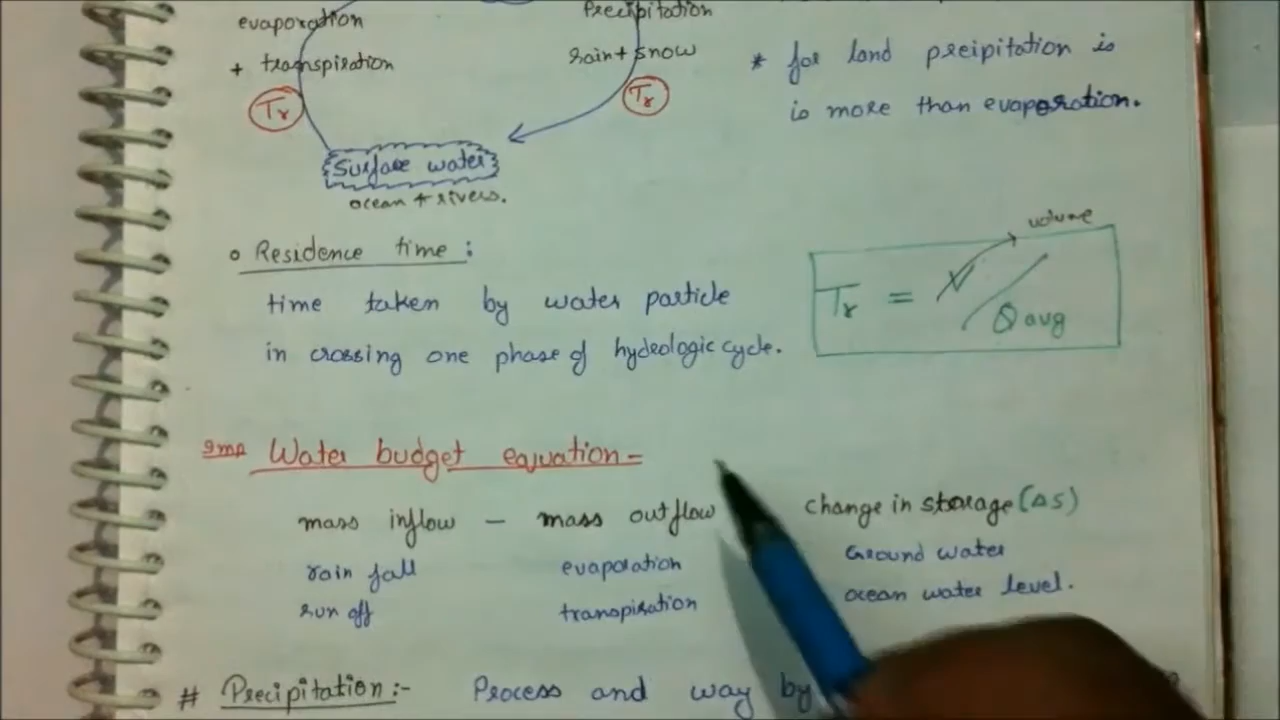 evaporation
+ transpiration
Tr
Precipitation
rain + snow
Tr
Surface water
ocean + rivers.
* for land preipitation is
is more than evaporation.
o Residence time :
time taken by water particle
in crossing one phase of hydrologic cycle.
volume
Tr = V / Q avg
Imp Water budget equation -
mass inflow - mass outflow change in storage (ΔS)
rain fall evaporation Ground water
run off transpiration ocean water level.
# Precipitation :- Process and way by